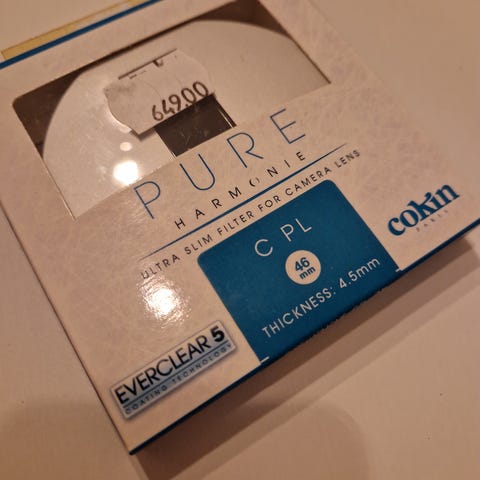 64900
PURE
HARMONIE
ULTRA SLIM FILTER FOR CAMERA LENS
C PL
46
mm
THICKNESS: 4.5mm
cokin
PARIS
EVERCLEAR 5
COATING TECHNOLOGY